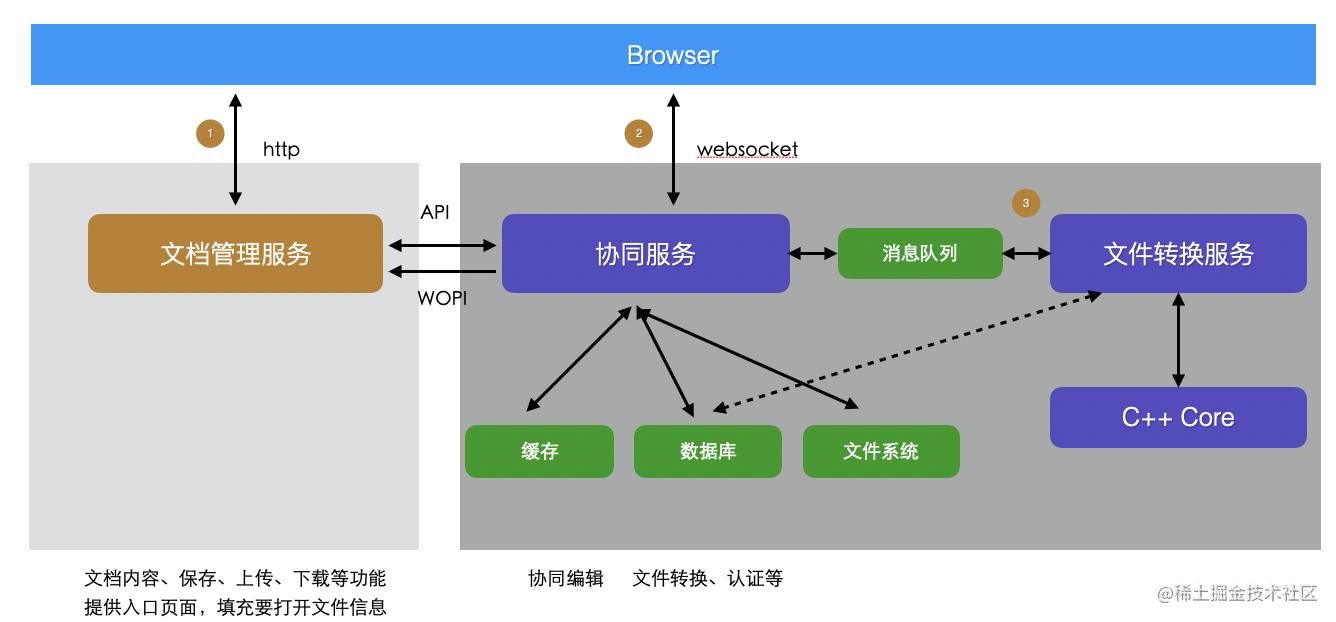 Browser
1
http
2
websocket
API
3
文档管理服务
协同服务
消息队列
文件转换服务
WOPI
C++ Core
缓存
数据库
文件系统
文档内容、保存、上传、下载等功能
提供入口页面，填充要打开文件信息
协同编辑 文件转换、认证等
@稀土掘金技术社区